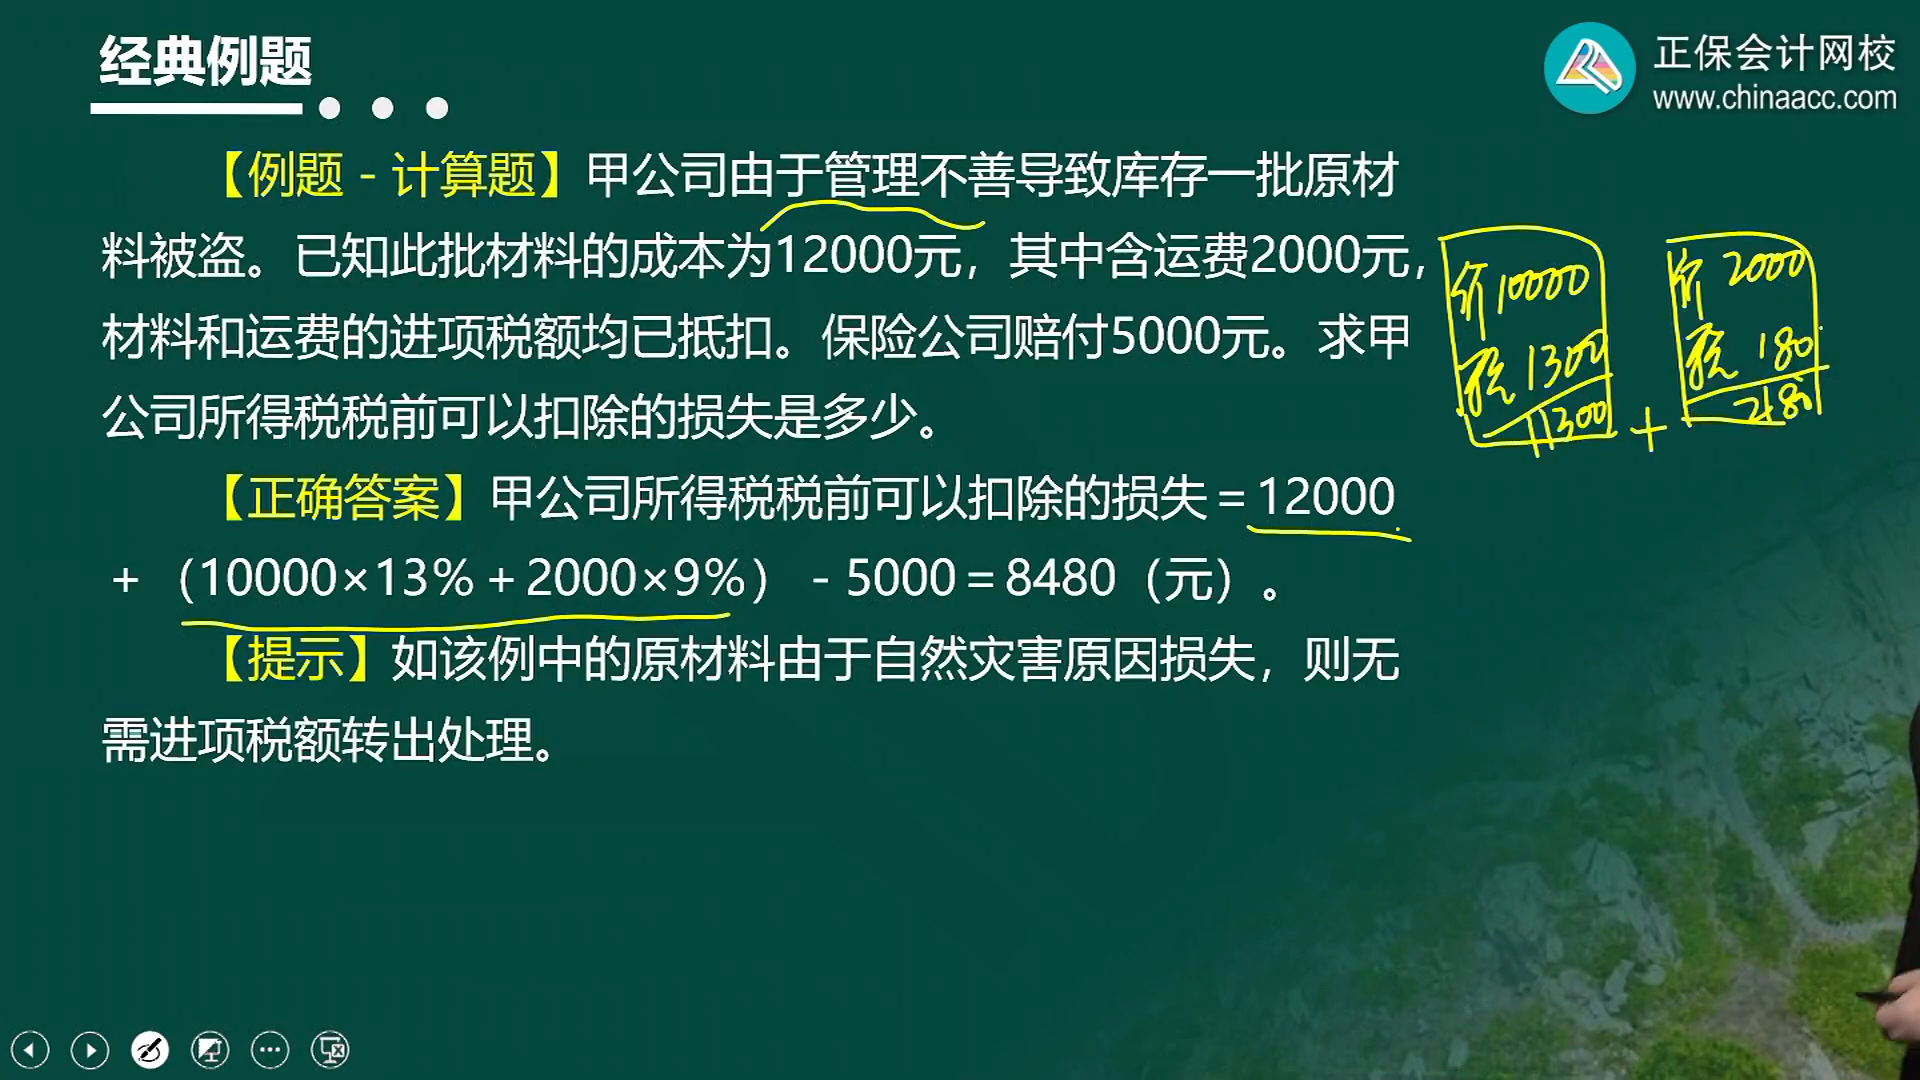 经典例题
正保会计网校
www.chinaacc.com
【例题－计算题】甲公司由于管理不善导致库存一批原材
料被盗。已知此批材料的成本为12000元，其中含运费2000元，
材料和运费的进项税额均已抵扣。保险公司赔付5000元。求甲
公司所得税税前可以扣除的损失是多少。
【正确答案】甲公司所得税税前可以扣除的损失＝12000
＋（10000×13%＋2000×9%）－5000＝8480（元）。
【提示】如该例中的原材料由于自然灾害原因损失，则无
需进项税额转出处理。
价10000
税 1300
11300
+
价 2000
税 180
2180